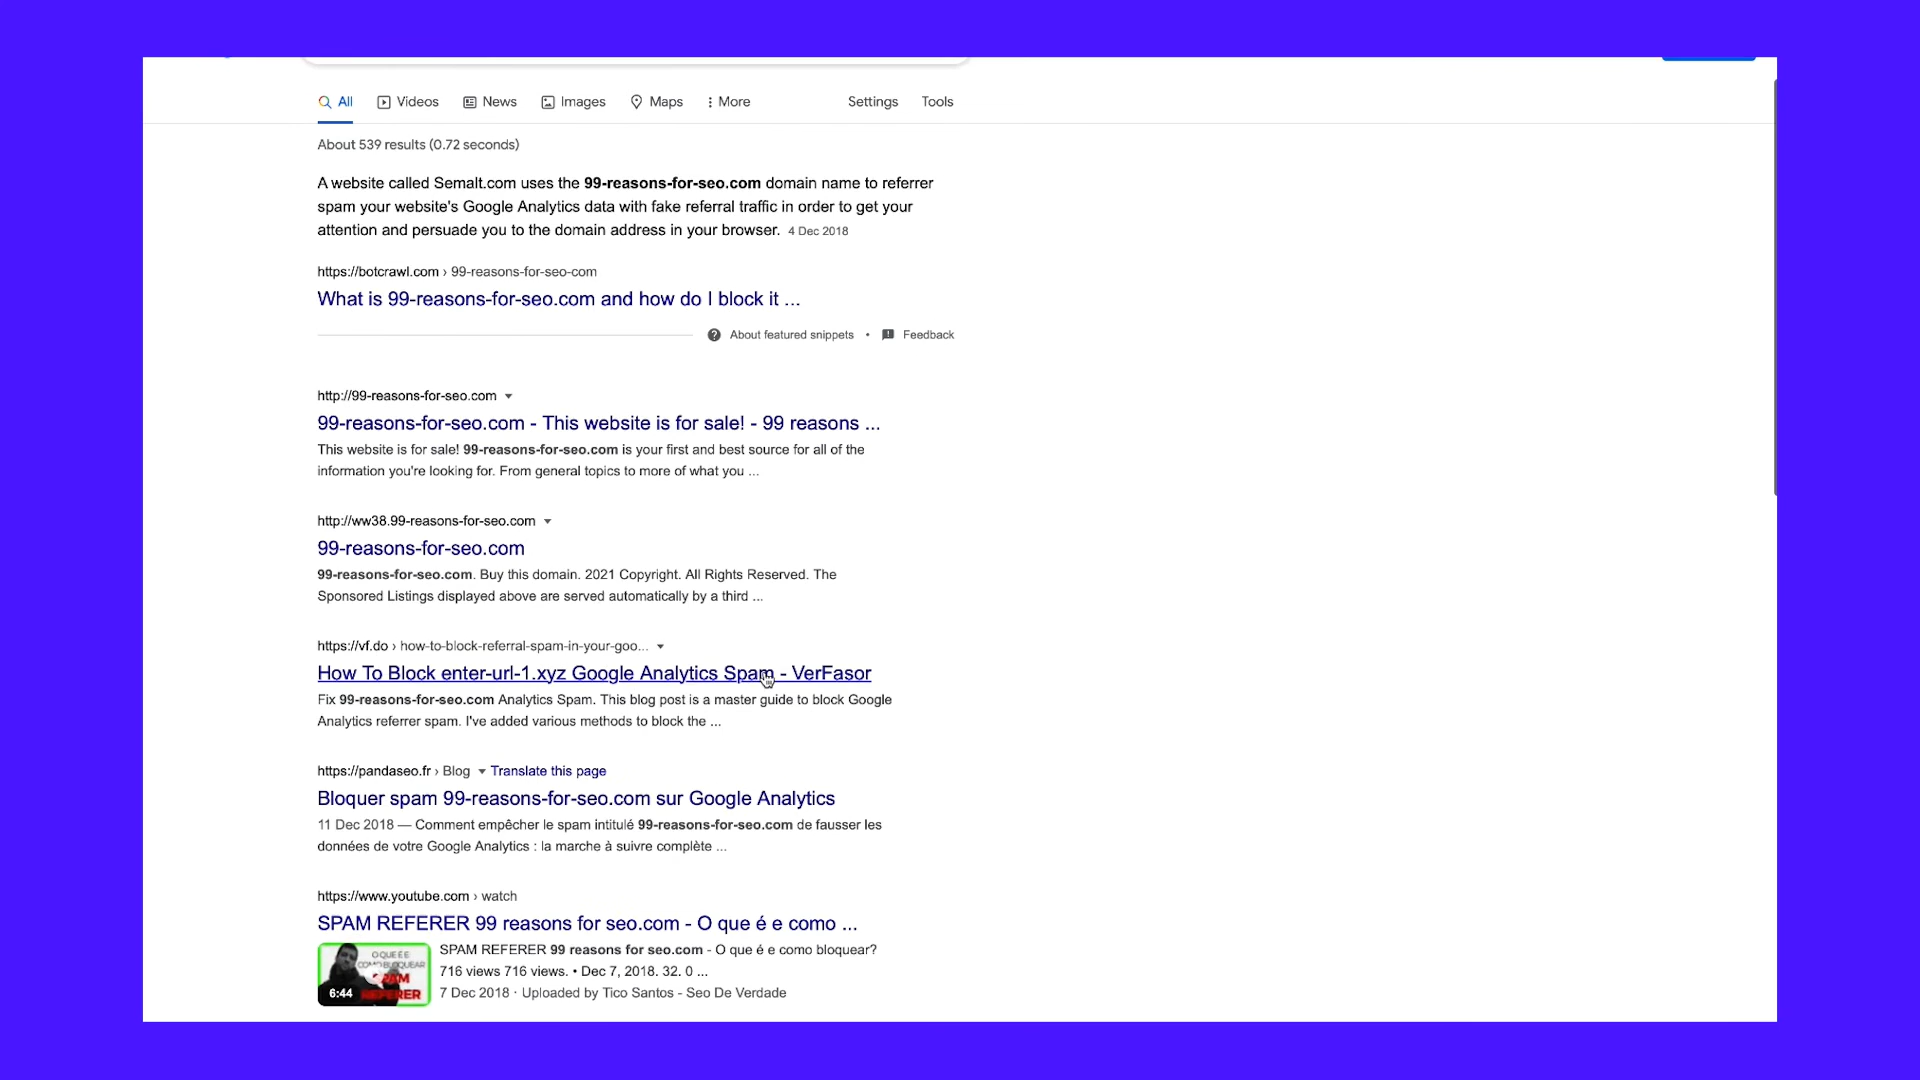 All Videos News Images Maps More Settings Tools
About 539 results (0.72 seconds)
A website called Semalt.com uses the 99-reasons-for-seo.com domain name to referrer
spam your website's Google Analytics data with fake referral traffic in order to get your
attention and persuade you to the domain address in your browser. 4 Dec 2018
https://botcrawl.com › 99-reasons-for-seo-com
What is 99-reasons-for-seo.com and how do I block it ...
About featured snippets • Feedback
http://99-reasons-for-seo.com
99-reasons-for-seo.com - This website is for sale! - 99 reasons ...
This website is for sale! 99-reasons-for-seo.com is your first and best source for all of the
information you're looking for. From general topics to more of what you ...
http://ww38.99-reasons-for-seo.com
99-reasons-for-seo.com
99-reasons-for-seo.com. Buy this domain. 2021 Copyright. All Rights Reserved. The
Sponsored Listings displayed above are served automatically by a third ...
https://vf.do › how-to-block-referral-spam-in-your-goo...
How To Block enter-url-1.xyz Google Analytics Spam - VerFasor
Fix 99-reasons-for-seo.com Analytics Spam. This blog post is a master guide to block Google
Analytics referrer spam. I've added various methods to block the ...
https://pandaseo.fr › Blog Translate this page
Bloquer spam 99-reasons-for-seo.com sur Google Analytics
11 Dec 2018 — Comment empêcher le spam intitulé 99-reasons-for-seo.com de fausser les
données de votre Google Analytics : la marche à suivre complète ...
https://www.youtube.com › watch
SPAM REFERER 99 reasons for seo.com - O que é e como ...
O QUE É E
COMO BLOQUEAR
SPAM
REFERER
6:44
SPAM REFERER 99 reasons for seo.com - O que é e como bloquear?
716 views 716 views. • Dec 7, 2018. 32. 0 ...
7 Dec 2018 · Uploaded by Tico Santos - Seo De Verdade